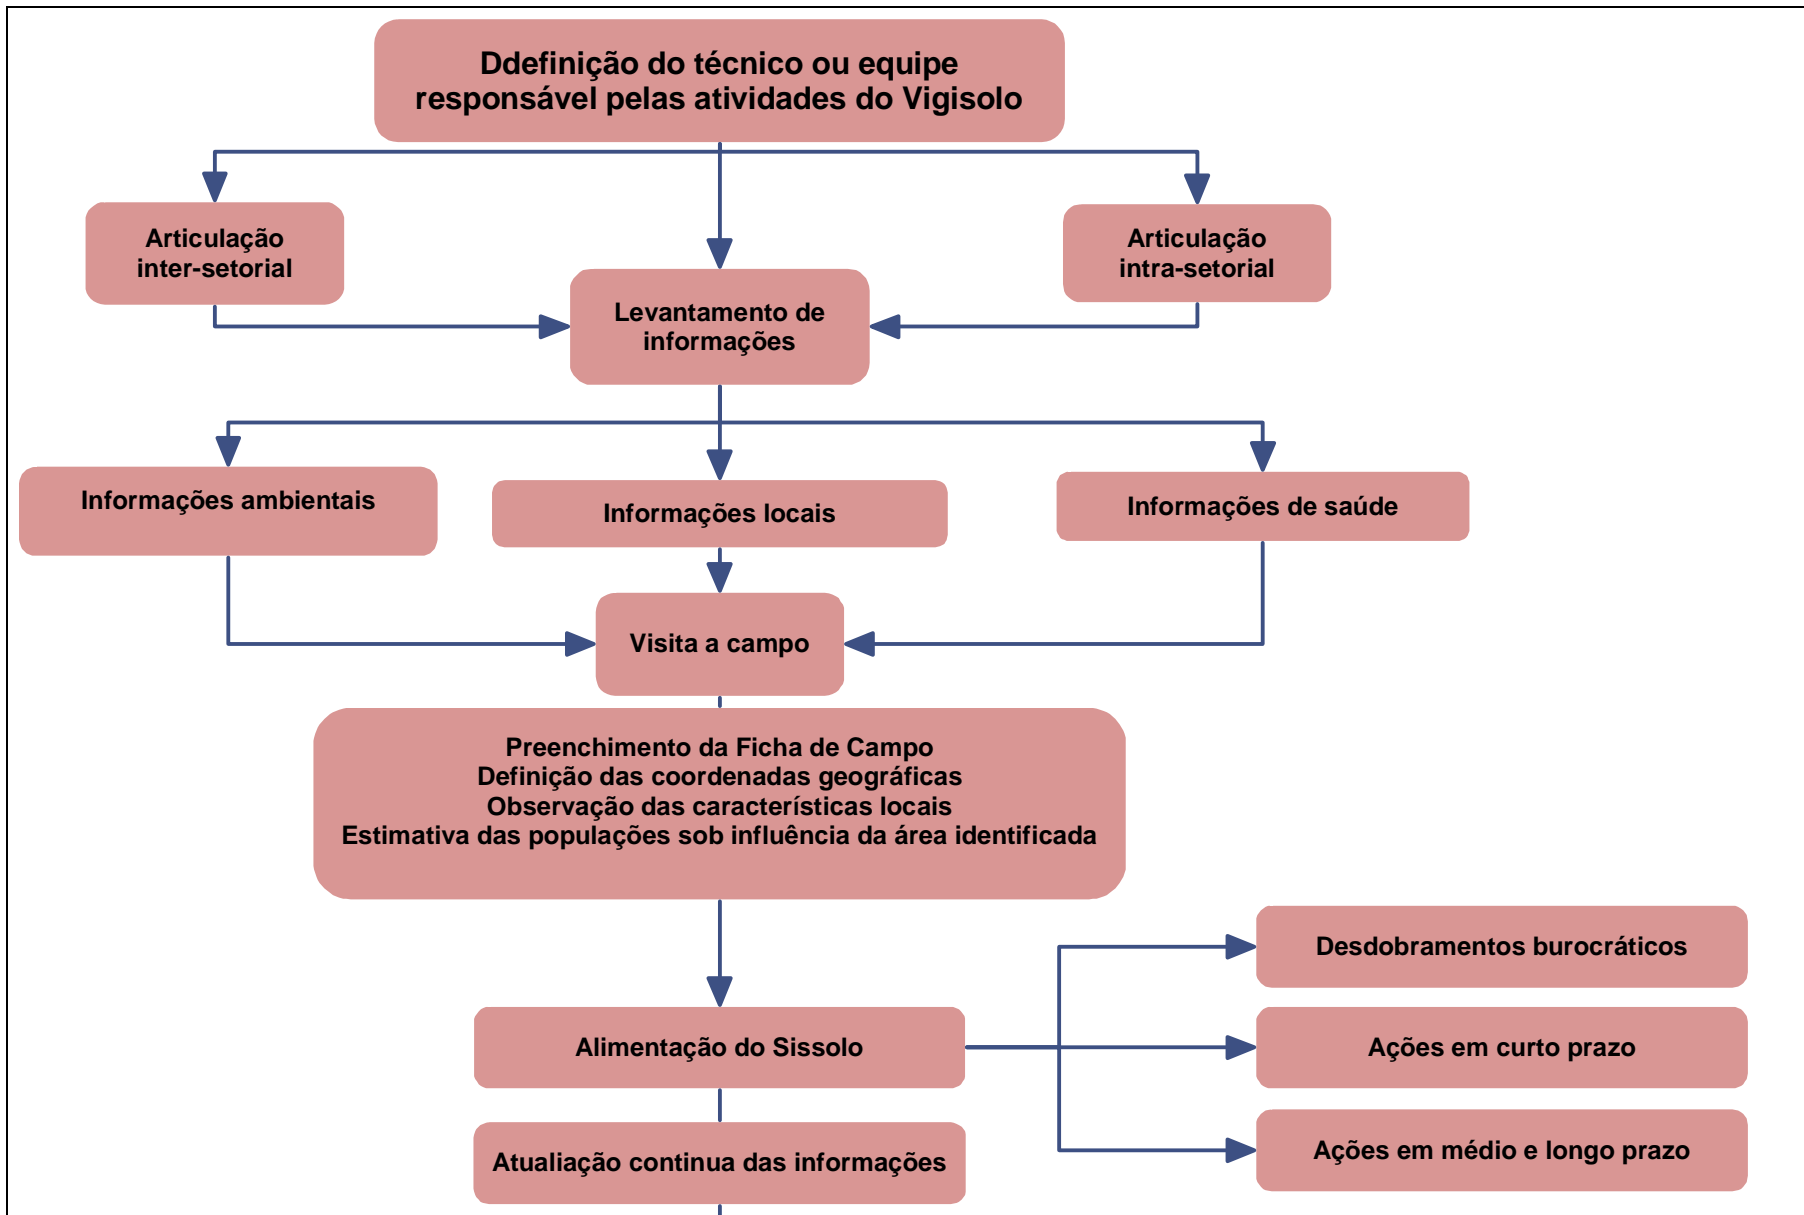 Ddefinição do técnico ou equipe
responsável pelas atividades do Vigisolo
Articulação
inter-setorial
Articulação
intra-setorial
Levantamento de
informações
Informações ambientais
Informações locais
Informações de saúde
Visita a campo
Preenchimento da Ficha de Campo
Definição das coordenadas geográficas
Observação das características locais
Estimativa das populações sob influência da área identificada
Desdobramentos burocráticos
Alimentação do Sissolo
Ações em curto prazo
Atualiação continua das informações
Ações em médio e longo prazo